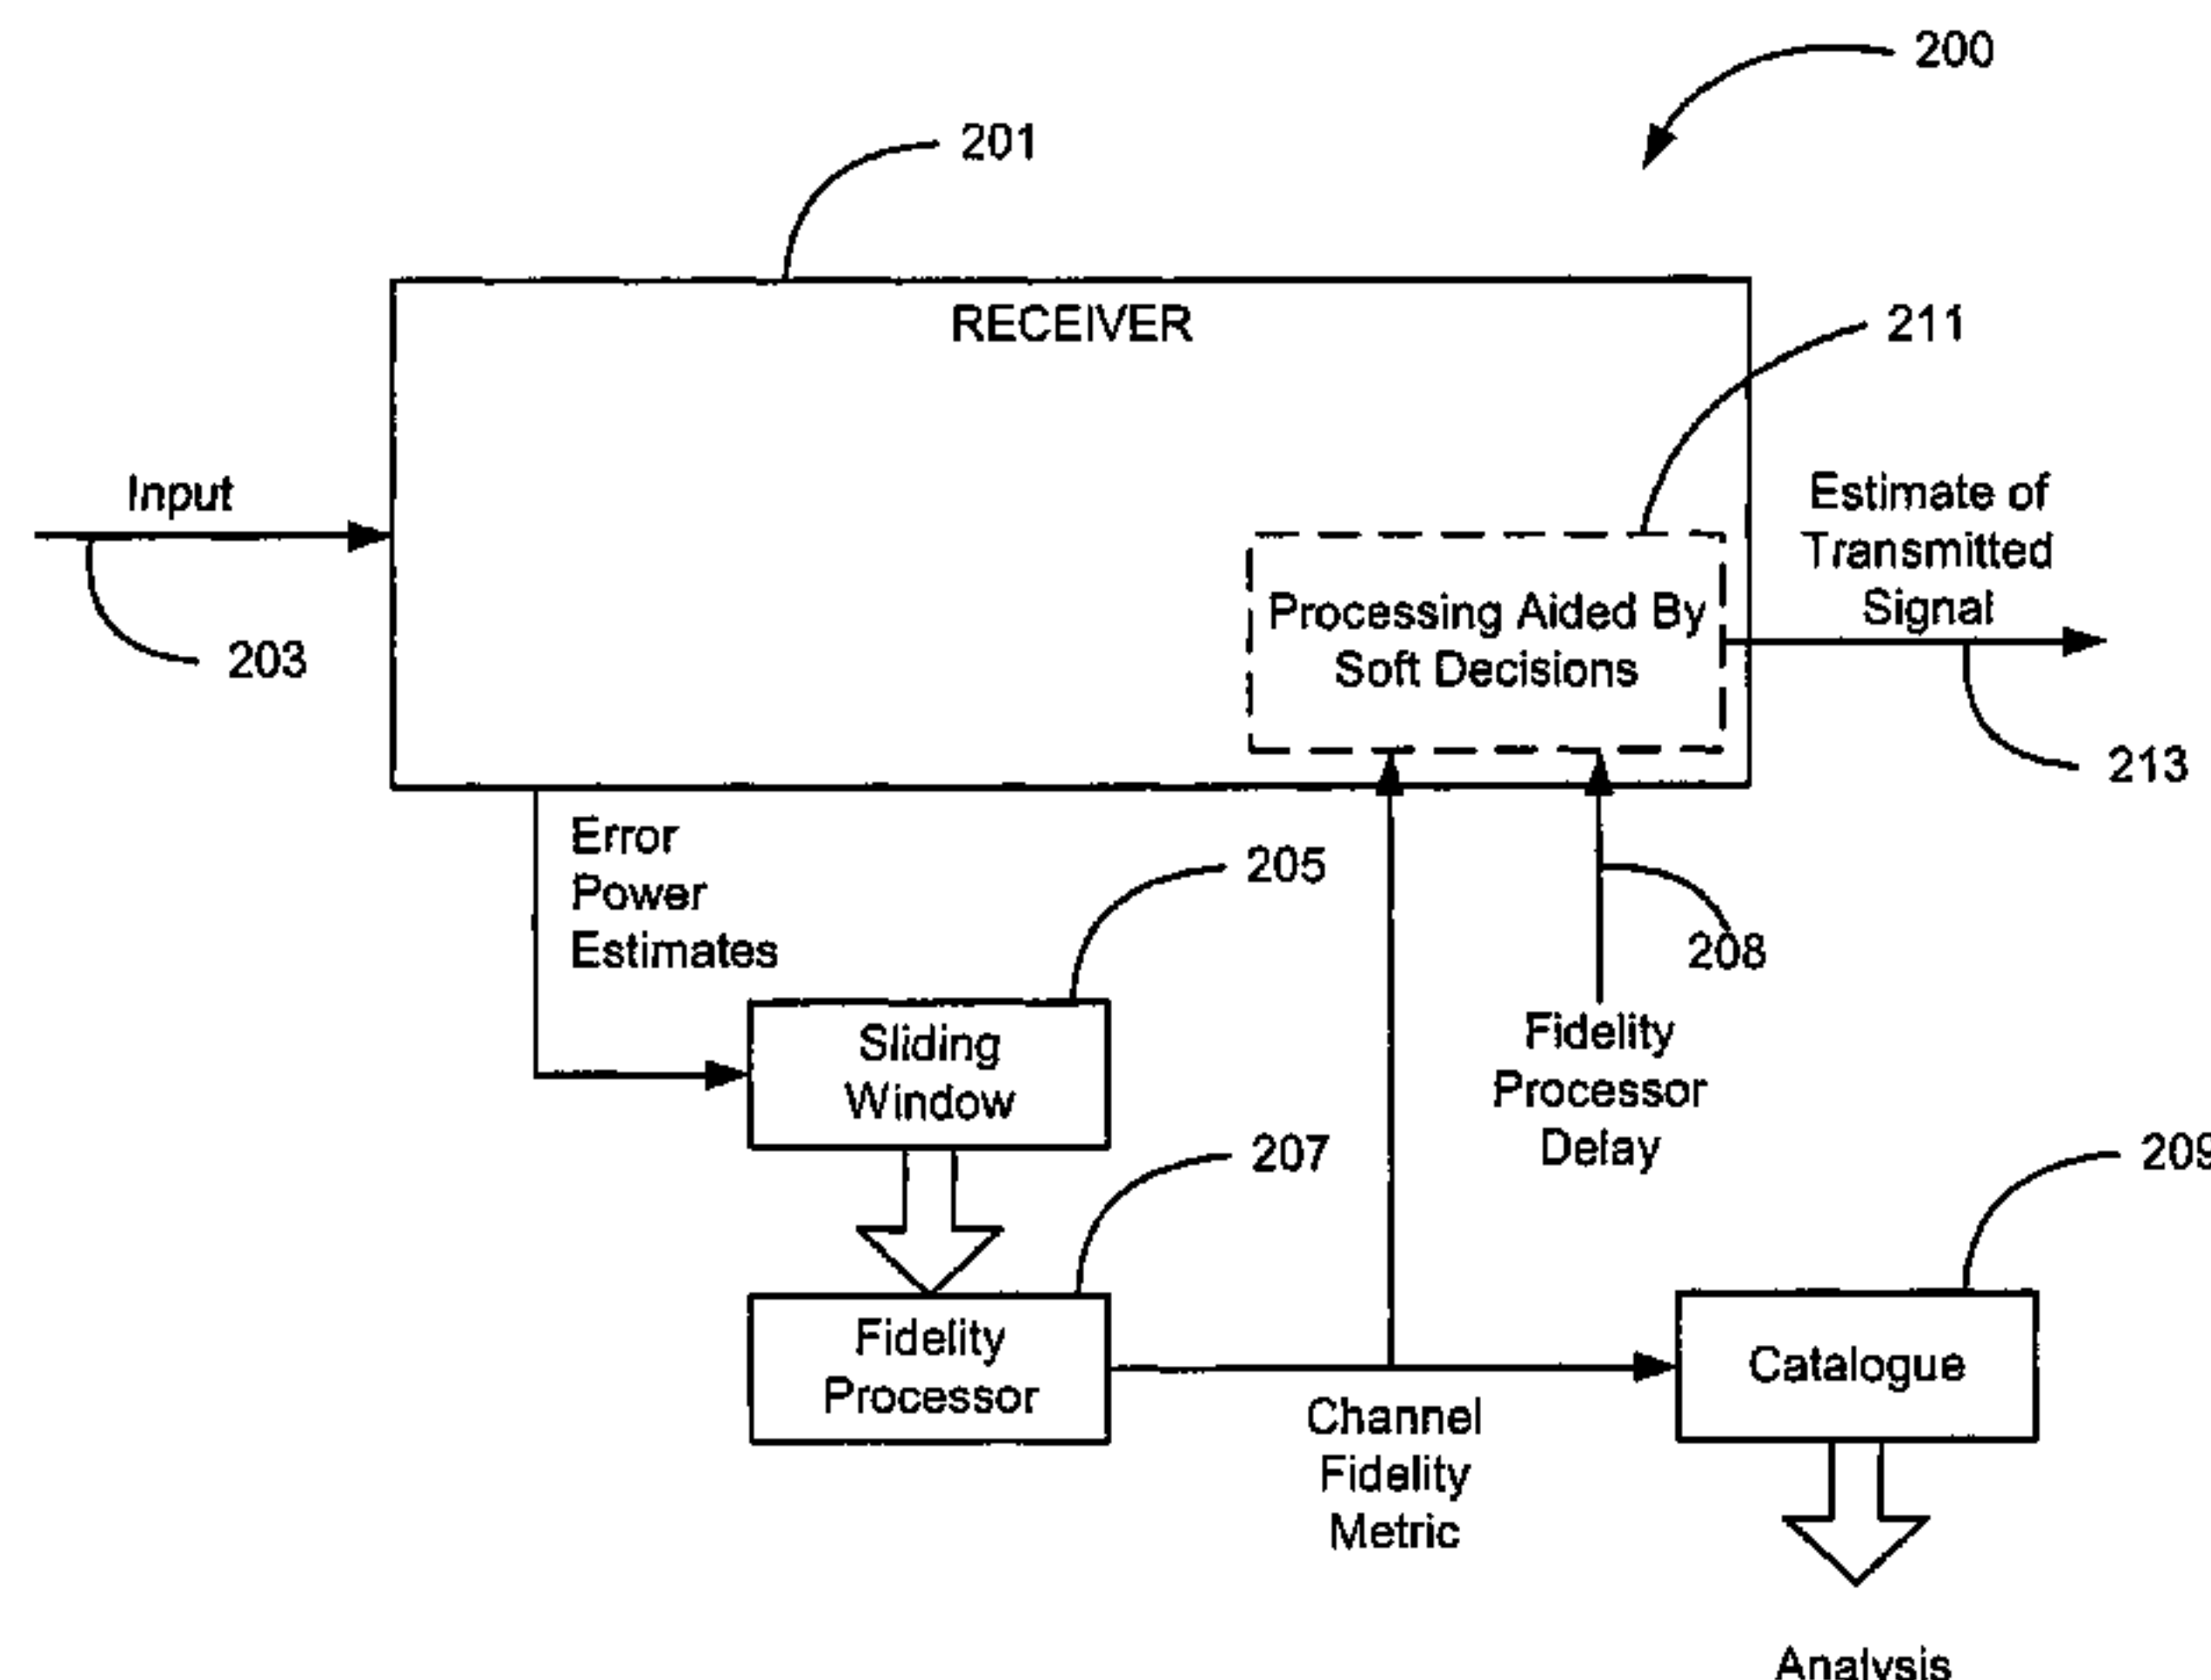 200
201
RECEIVER
211
Input
203
Processing Aided By
Soft Decisions
Estimate of
Transmitted
Signal
213
Error
Power
Estimates
205
208
Sliding
Window
Fidelity
Processor
Delay
207
209
Fidelity
Processor
Channel
Fidelity
Metric
Catalogue
Analysis